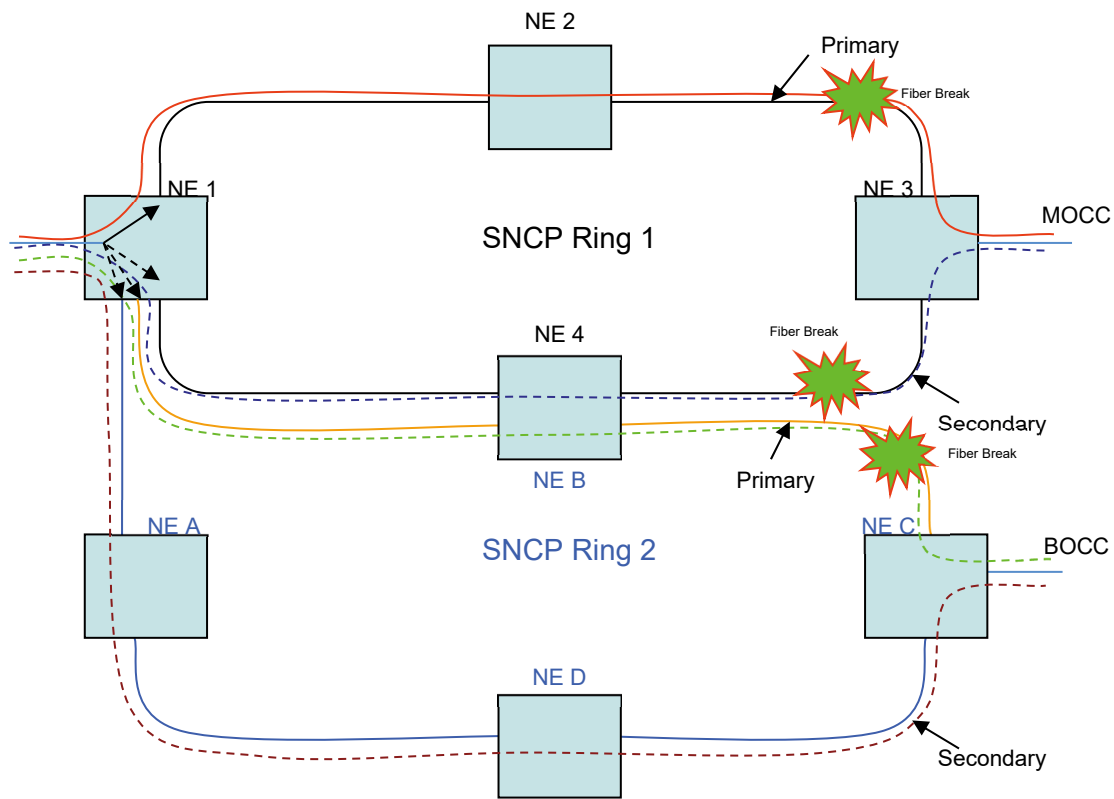 NE 2
Primary
Fiber Break
NE 1
NE 3
MOCC
SNCP Ring 1
Fiber Break
NE 4
Secondary
Fiber Break
Primary
NE B
NE A
NE C
SNCP Ring 2
BOCC
NE D
Secondary